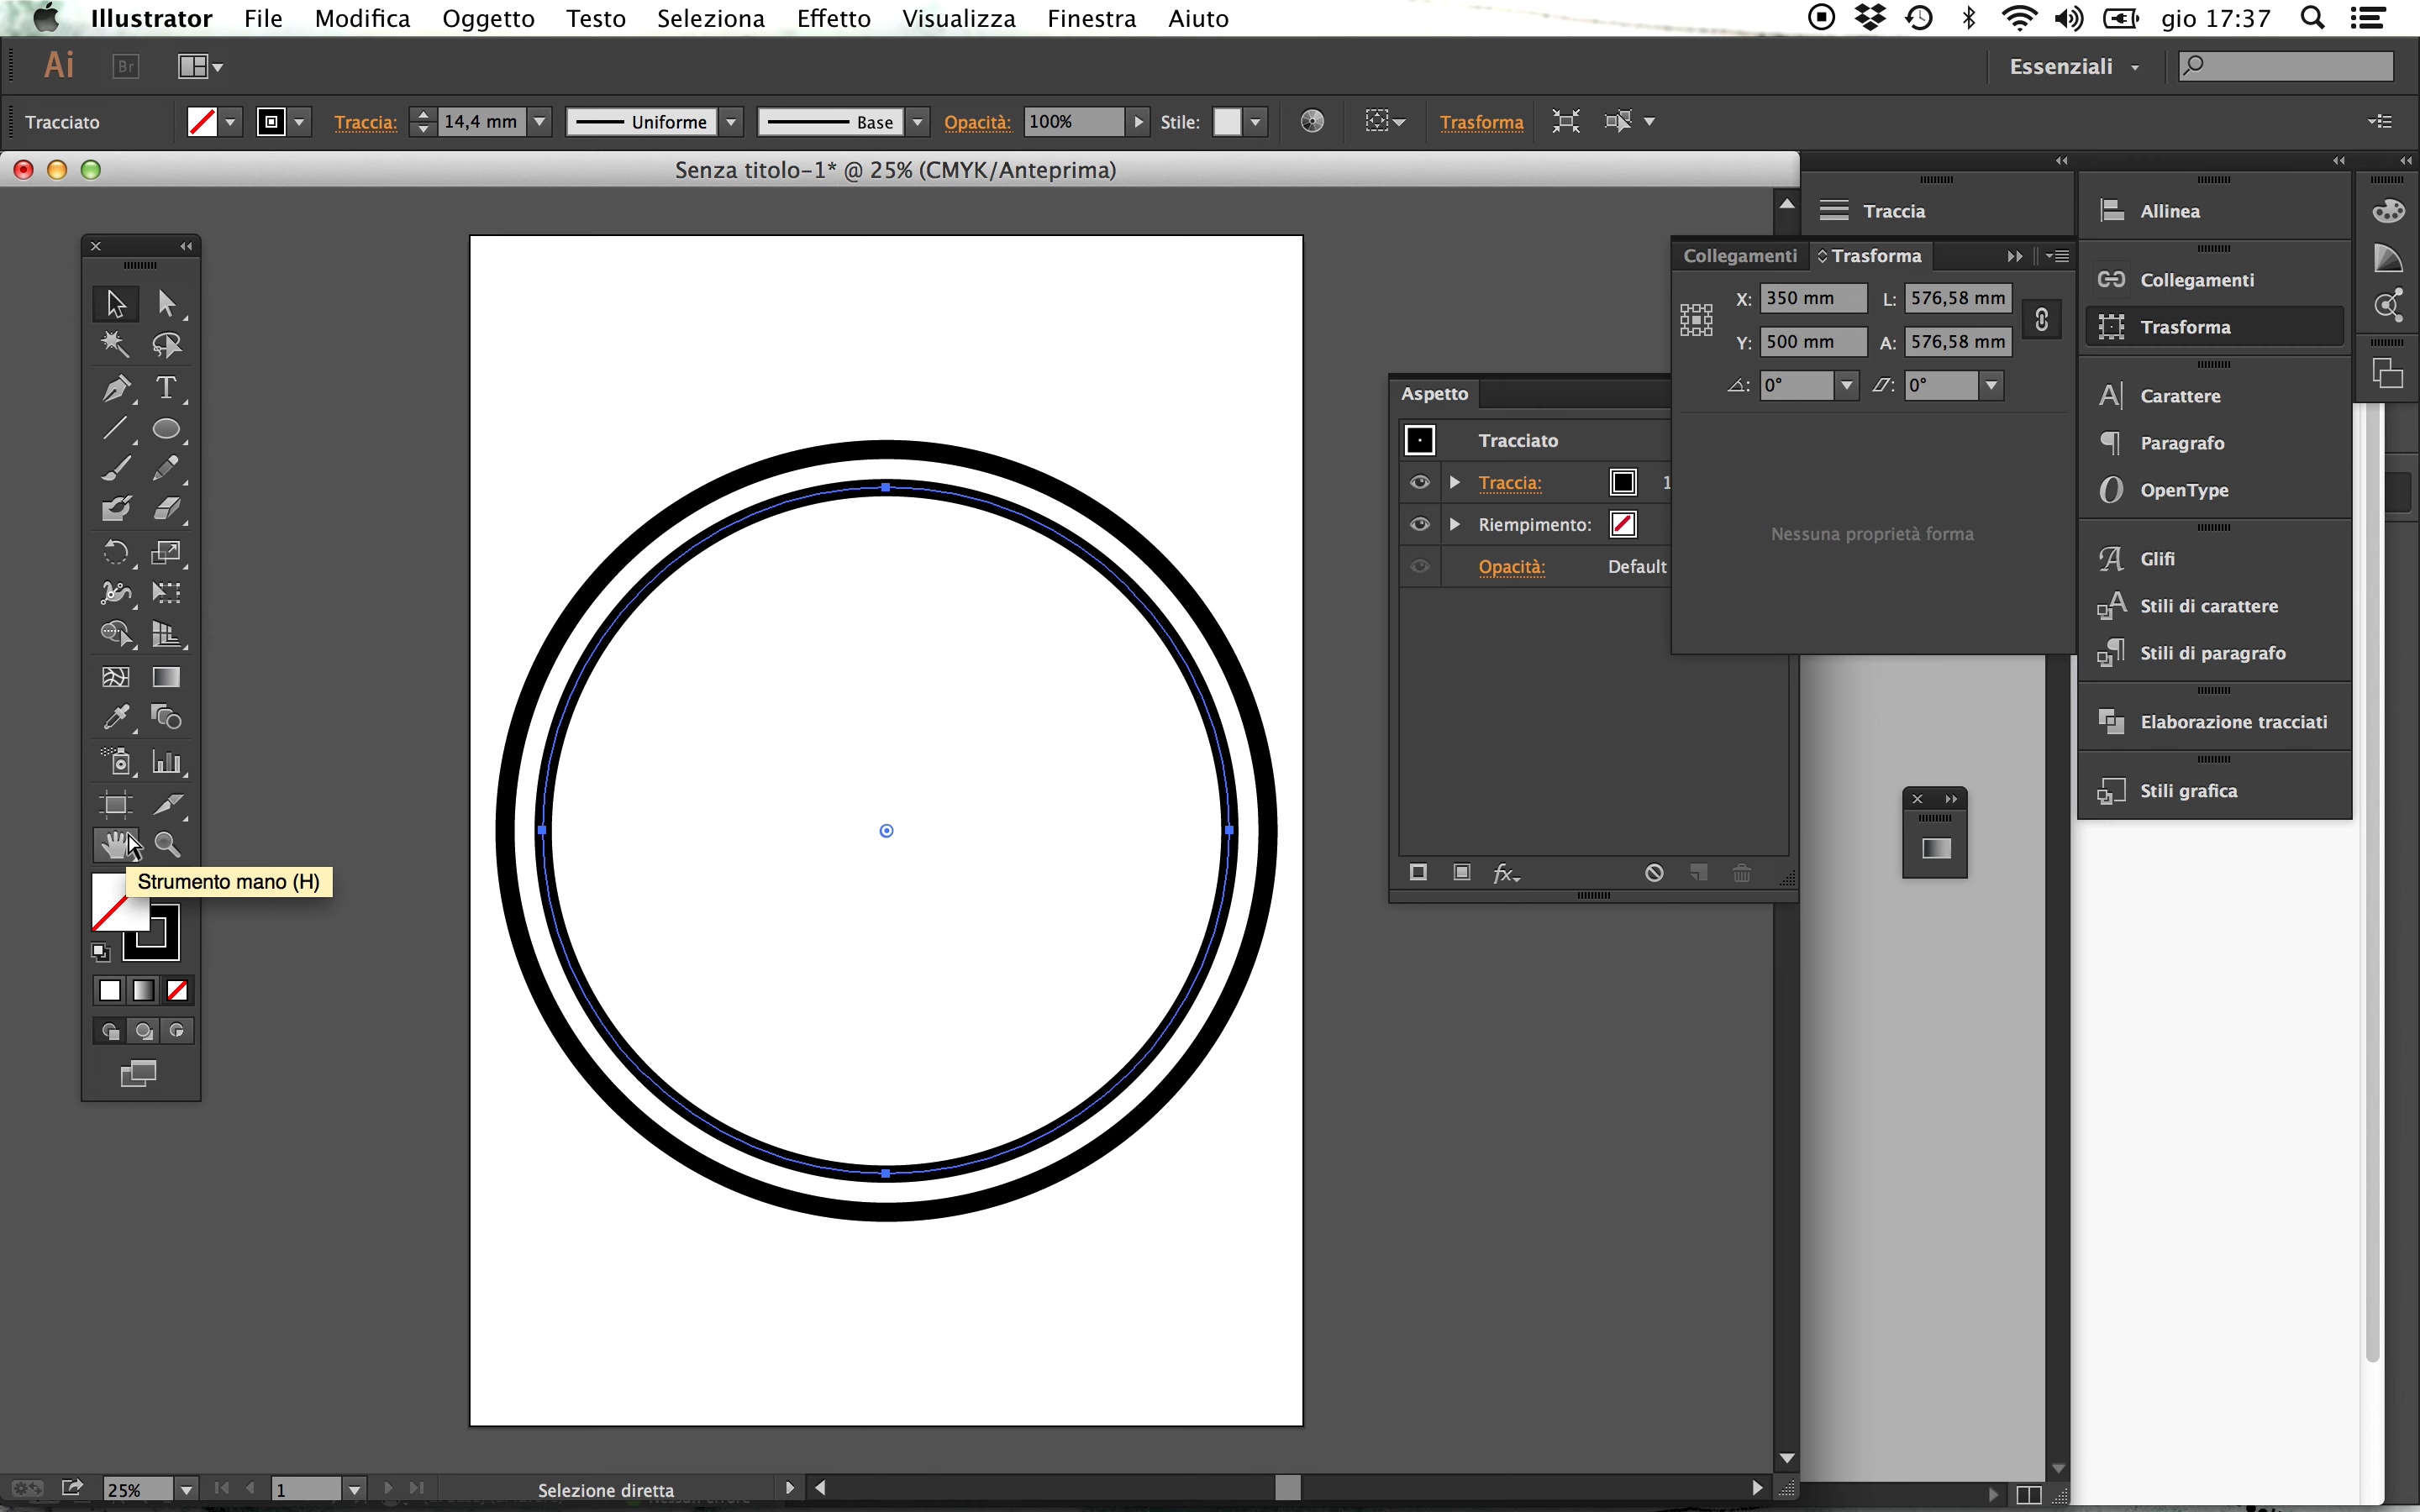 Illustrator File Modifica Oggetto Testo Seleziona Effetto Visualizza Finestra Aiuto gio 17:37
Ai Br Essenziali
Tracciato Traccia: 14,4 mm Uniforme Base Opacità: 100% Stile: Trasforma
Senza titolo-1* @ 25% (CMYK/Anteprima)
Traccia
Collegamenti Trasforma
X: 350 mm L: 576,58 mm
Y: 500 mm A: 576,58 mm
0° 0°
Nessuna proprietà forma
Aspetto
Tracciato
Traccia: 1
Riempimento:
Opacità: Default
fx
Allinea
Collegamenti
Trasforma
Carattere
Paragrafo
OpenType
Glifi
Stili di carattere
Stili di paragrafo
Elaborazione tracciati
Stili grafica
Strumento mano (H)
25% 1 Selezione diretta